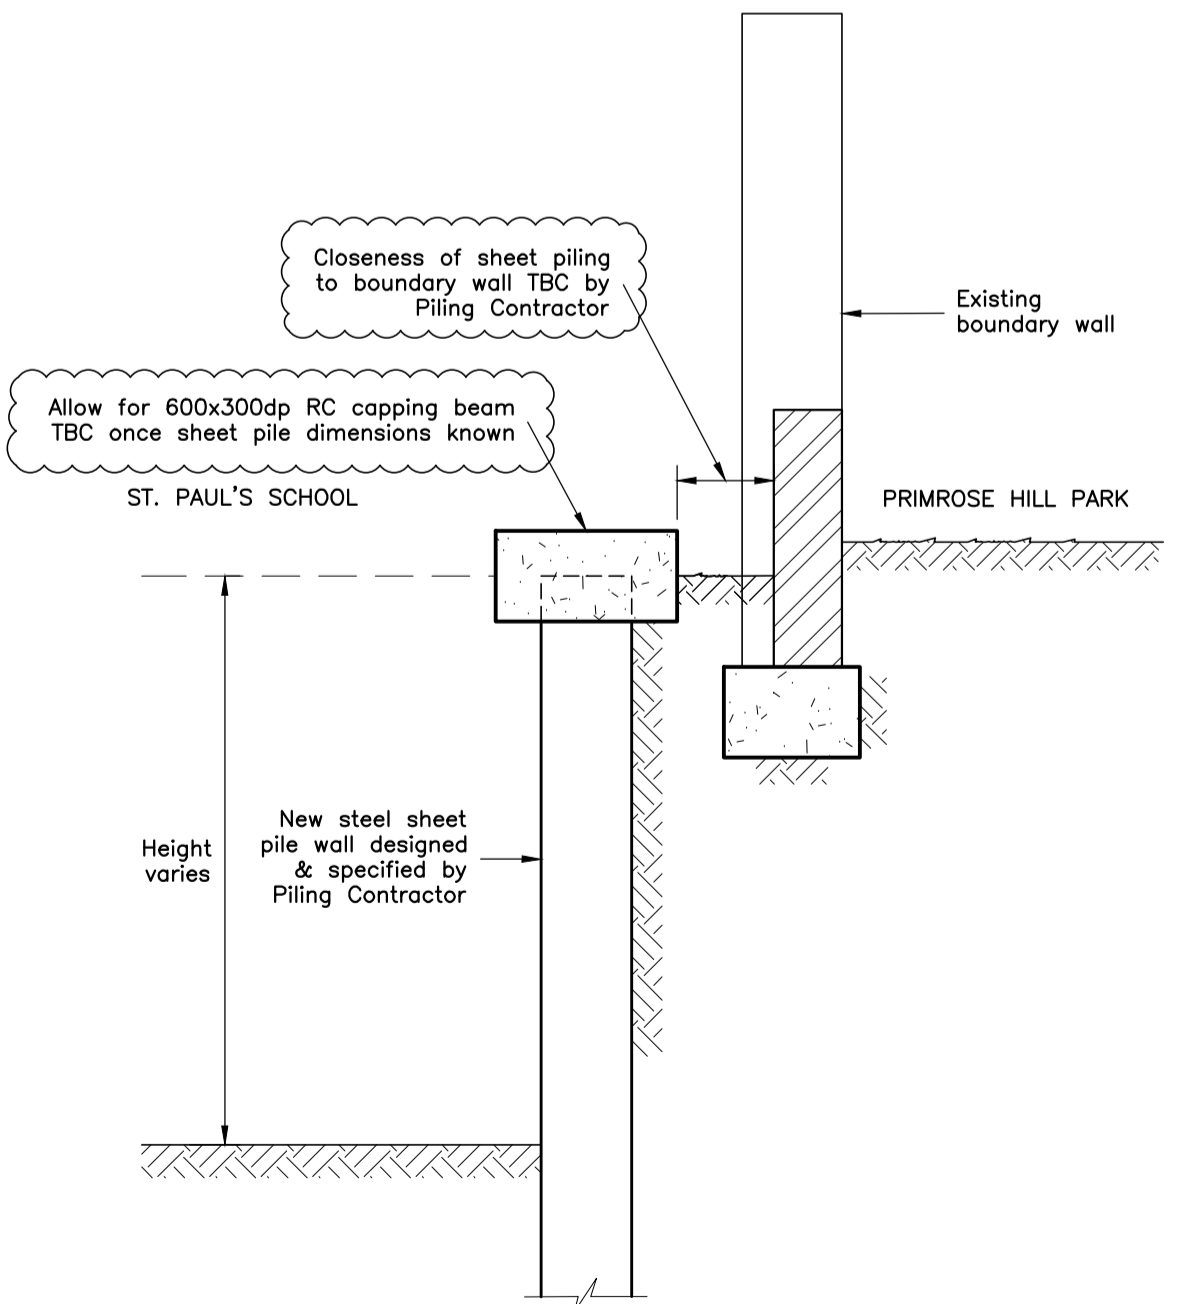 Closeness of sheet piling
to boundary wall TBC by
Piling Contractor
Existing
boundary wall
Allow for 600x300dp RC capping beam
TBC once sheet pile dimensions known
ST. PAUL'S SCHOOL
PRIMROSE HILL PARK
New steel sheet
pile wall designed
& specified by
Piling Contractor
Height
varies